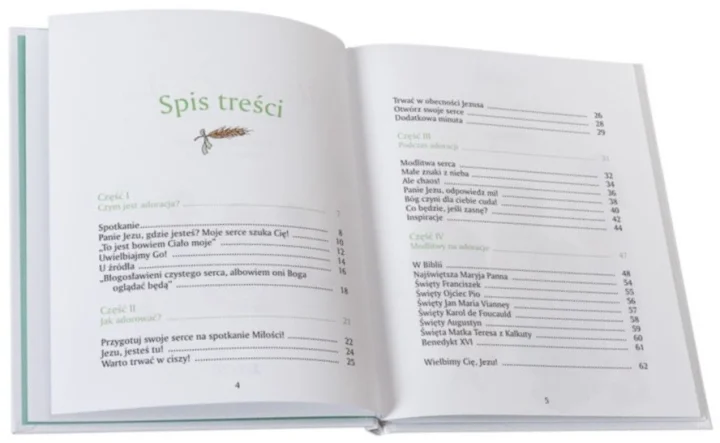 Spis treści
Część I
Czym jest adoracja? 7
Spotkanie 8
Panie Jezu, gdzie jesteś? Moje serce szuka Cię! 10
„To jest bowiem Ciało moje” 12
Uwielbiajmy Go! 14
U źródła 16
„Błogosławieni czystego serca, albowiem oni Boga
oglądać będą” 18
Część II
Jak adorować? 21
Przygotuj swoje serce na spotkanie Miłości! 22
Jezu, jesteś tu! 24
Warto trwać w ciszy! 25
4
Trwać w obecności Jezusa 26
Otwórz swoje serce 28
Dodatkowa minuta 29
Część III
Podczas adoracji 31
Modlitwa serca 32
Małe znaki z nieba 34
Ale chaos! 36
Panie Jezu, odpowiedz mi! 38
Bóg czyni dla ciebie cuda! 40
Co będzie, jeśli zasnę? 42
Inspiracje 44
Część IV
Modlitwy na adorację 47
W Biblii 48
Najświętsza Maryja Panna 54
Święty Franciszek 55
Święty Ojciec Pio 56
Święty Jan Maria Vianney 57
Święty Karol de Foucauld 58
Święty Augustyn 59
Święta Matka Teresa z Kalkuty 60
Benedykt XVI 61
Wielbimy Cię, Jezu! 62
5